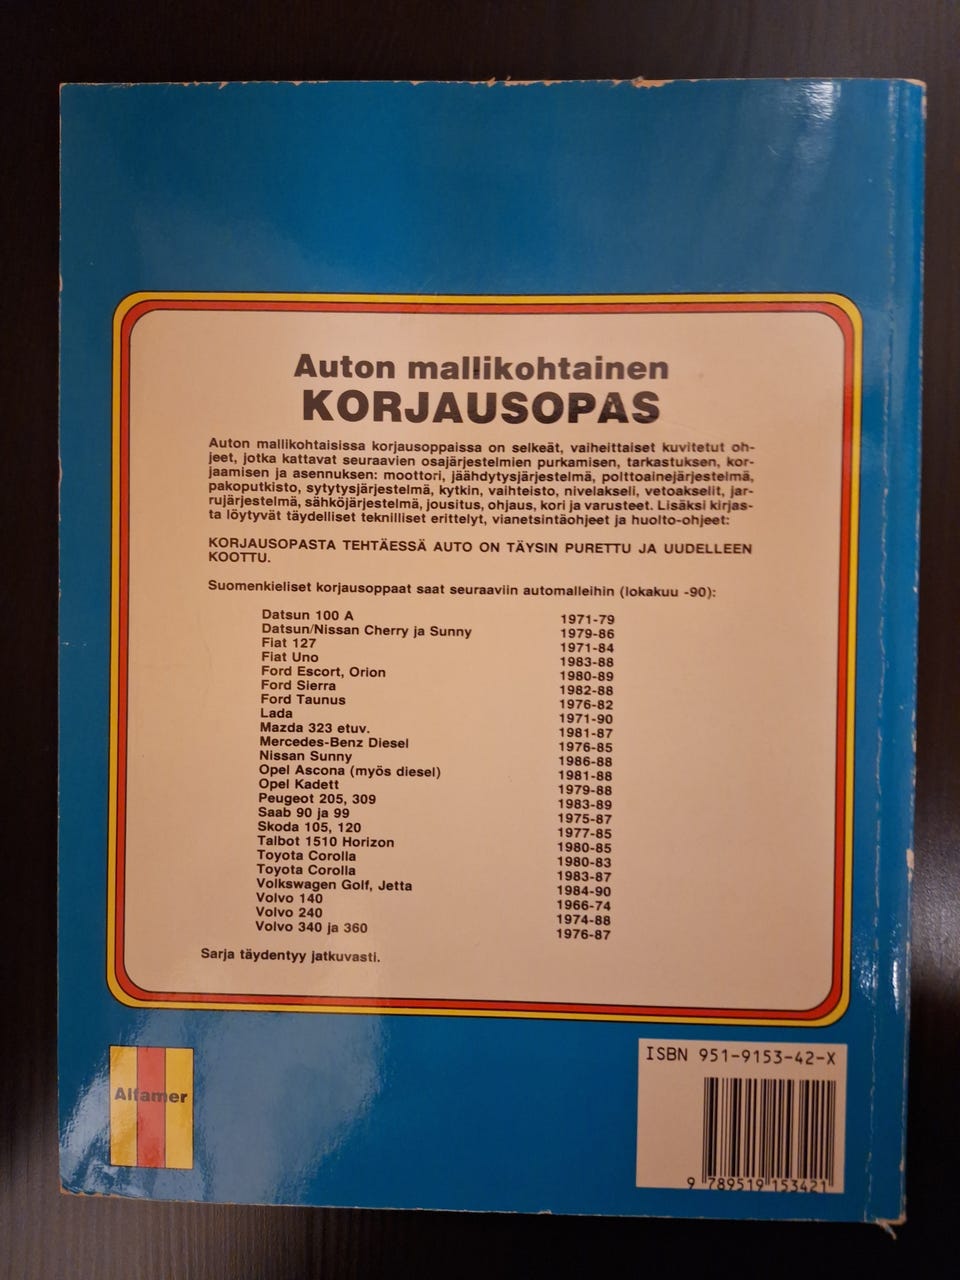 Auton mallikohtainen
KORJAUSOPAS
Auton mallikohtaisissa korjausoppaissa on selkeät, vaiheittaiset kuvitetut oh-
jeet, jotka kattavat seuraavien osajärjestelmien purkamisen, tarkastuksen, kor-
jaamisen ja asennuksen: moottori, jäähdytysjärjestelmä, polttoainejärjestelmä,
pakoputkisto, sytytysjärjestelmä, kytkin, vaihteisto, nivelakseli, vetoakselit, jar-
rujärjestelmä, sähköjärjestelmä, jousitus, ohjaus, kori ja varusteet. Lisäksi kirjas-
ta löytyvät täydelliset teknilliset erittelyt, vianetsintäohjeet ja huolto-ohjeet:
KORJAUSOPASTA TEHTÄESSÄ AUTO ON TÄYSIN PURETTU JA UUDELLEEN
KOOTTU.
Suomenkieliset korjausoppaat saat seuraaviin automalleihin (lokakuu -90):
Datsun 100 A 1971-79
Datsun/Nissan Cherry ja Sunny 1979-86
Fiat 127 1971-84
Fiat Uno 1983-88
Ford Escort, Orion 1980-89
Ford Sierra 1982-88
Ford Taunus 1976-82
Lada 1971-90
Mazda 323 etuv. 1981-87
Mercedes-Benz Diesel 1976-85
Nissan Sunny 1986-88
Opel Ascona (myös diesel) 1981-88
Opel Kadett 1979-88
Peugeot 205, 309 1983-89
Saab 90 ja 99 1975-87
Skoda 105, 120 1977-85
Talbot 1510 Horizon 1980-85
Toyota Corolla 1980-83
Toyota Corolla 1983-87
Volkswagen Golf, Jetta 1984-90
Volvo 140 1966-74
Volvo 240 1974-88
Volvo 340 ja 360 1976-87
Sarja täydentyy jatkuvasti.
Alfamer
ISBN 951-9153-42-X
9 789519 153421